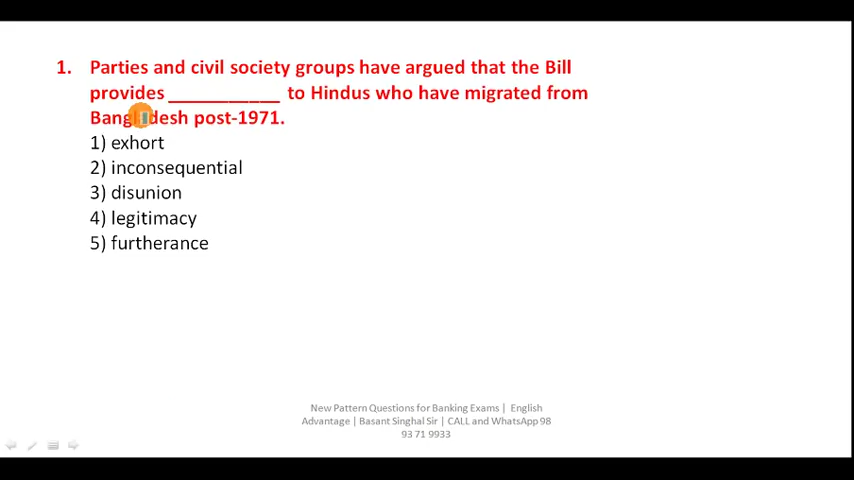 1. Parties and civil society groups have argued that the Bill
provides ___________ to Hindus who have migrated from
Bangladesh post-1971.
1) exhort
2) inconsequential
3) disunion
4) legitimacy
5) furtherance
New Pattern Questions for Banking Exams | English
Advantage | Basant Singhal Sir | CALL and WhatsApp 98
93 71 9933